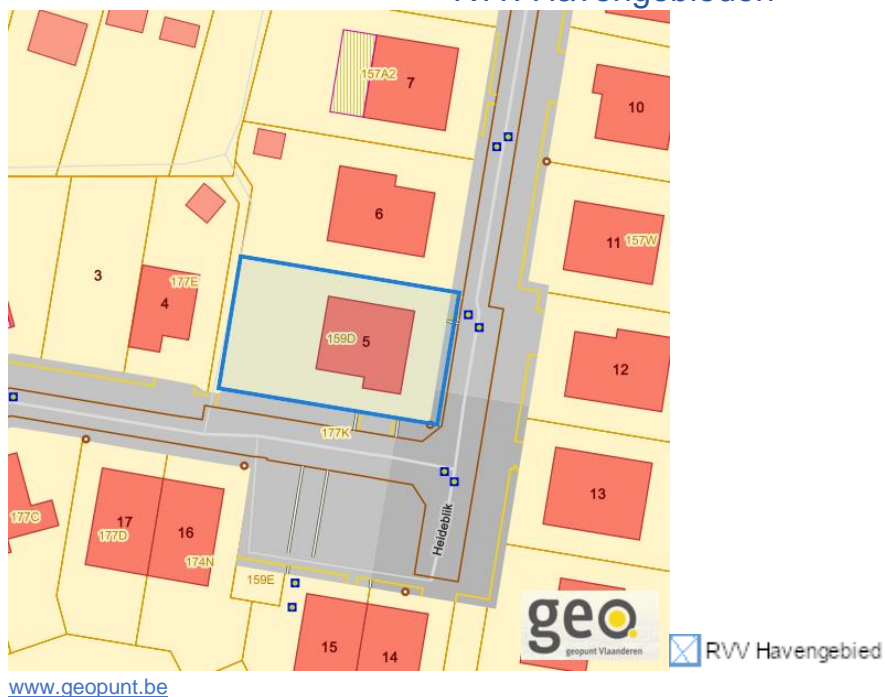 RVV Havengebieden
157A2
7
10
6
11 157W
3
177E
4
159D 5
12
177K
13
177C
17
177D
16
174N
Heideblik
159E
15
14
geo.
geopunt Vlaanderen
RVV Havengebied
www.geopunt.be